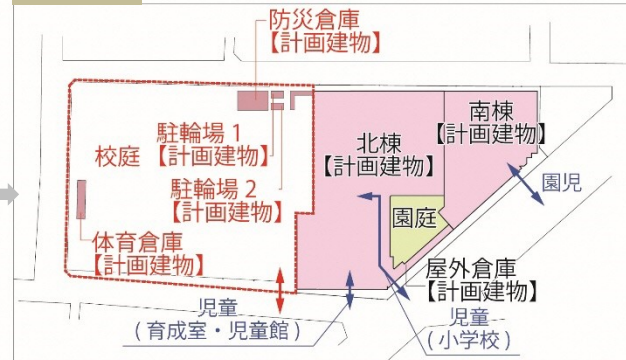 防災倉庫
【計画建物】
駐輪場 1
【計画建物】
校庭
駐輪場 2
【計画建物】
体育倉庫
【計画建物】
北棟
【計画建物】
南棟
【計画建物】
園児
園庭
屋外倉庫
【計画建物】
児童
( 育成室・児童館 )
児童
( 小学校 )